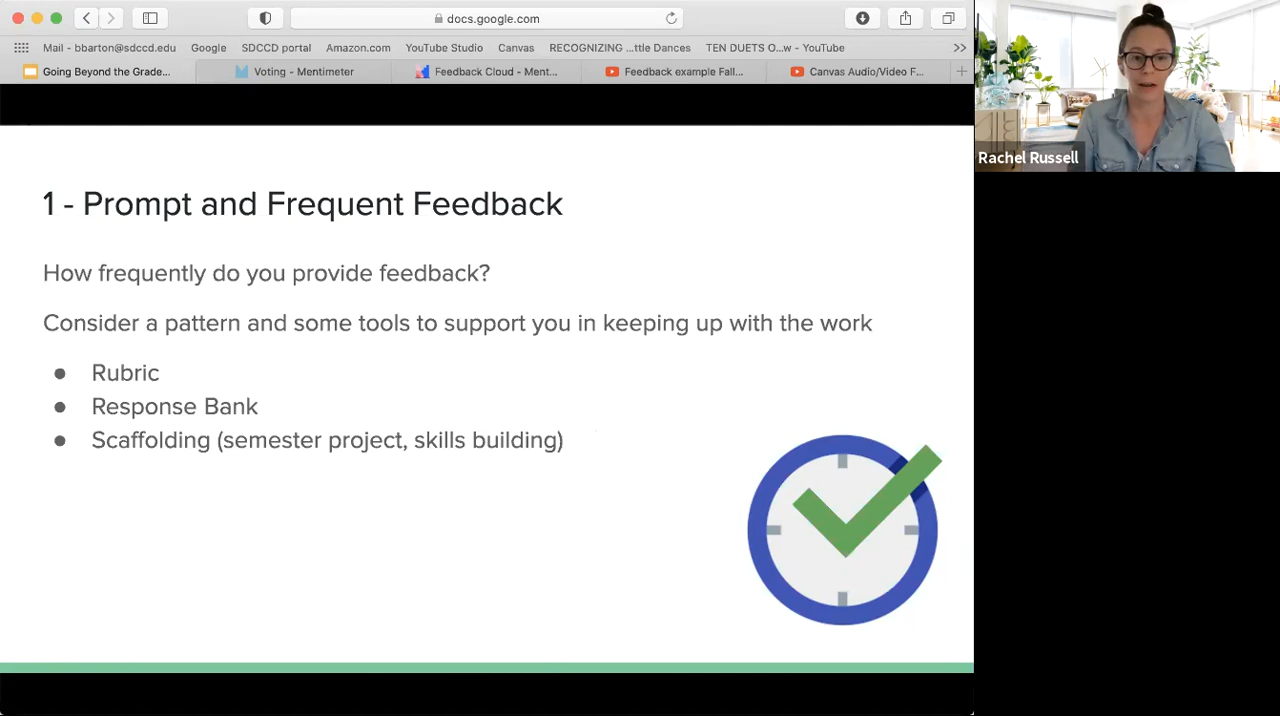 docs.google.com
Mail - bbarton@sdccd.edu Google SDCCD portal Amazon.com YouTube Studio Canvas RECOGNIZING ...ttle Dances TEN DUETS O...w - YouTube >>
Going Beyond the Grade... Voting - Mentimeter Feedback Cloud - Ment... Feedback example Fall... Canvas Audio/Video F... +
Rachel Russell
1 - Prompt and Frequent Feedback
How frequently do you provide feedback?
Consider a pattern and some tools to support you in keeping up with the work
● Rubric
● Response Bank
● Scaffolding (semester project, skills building)